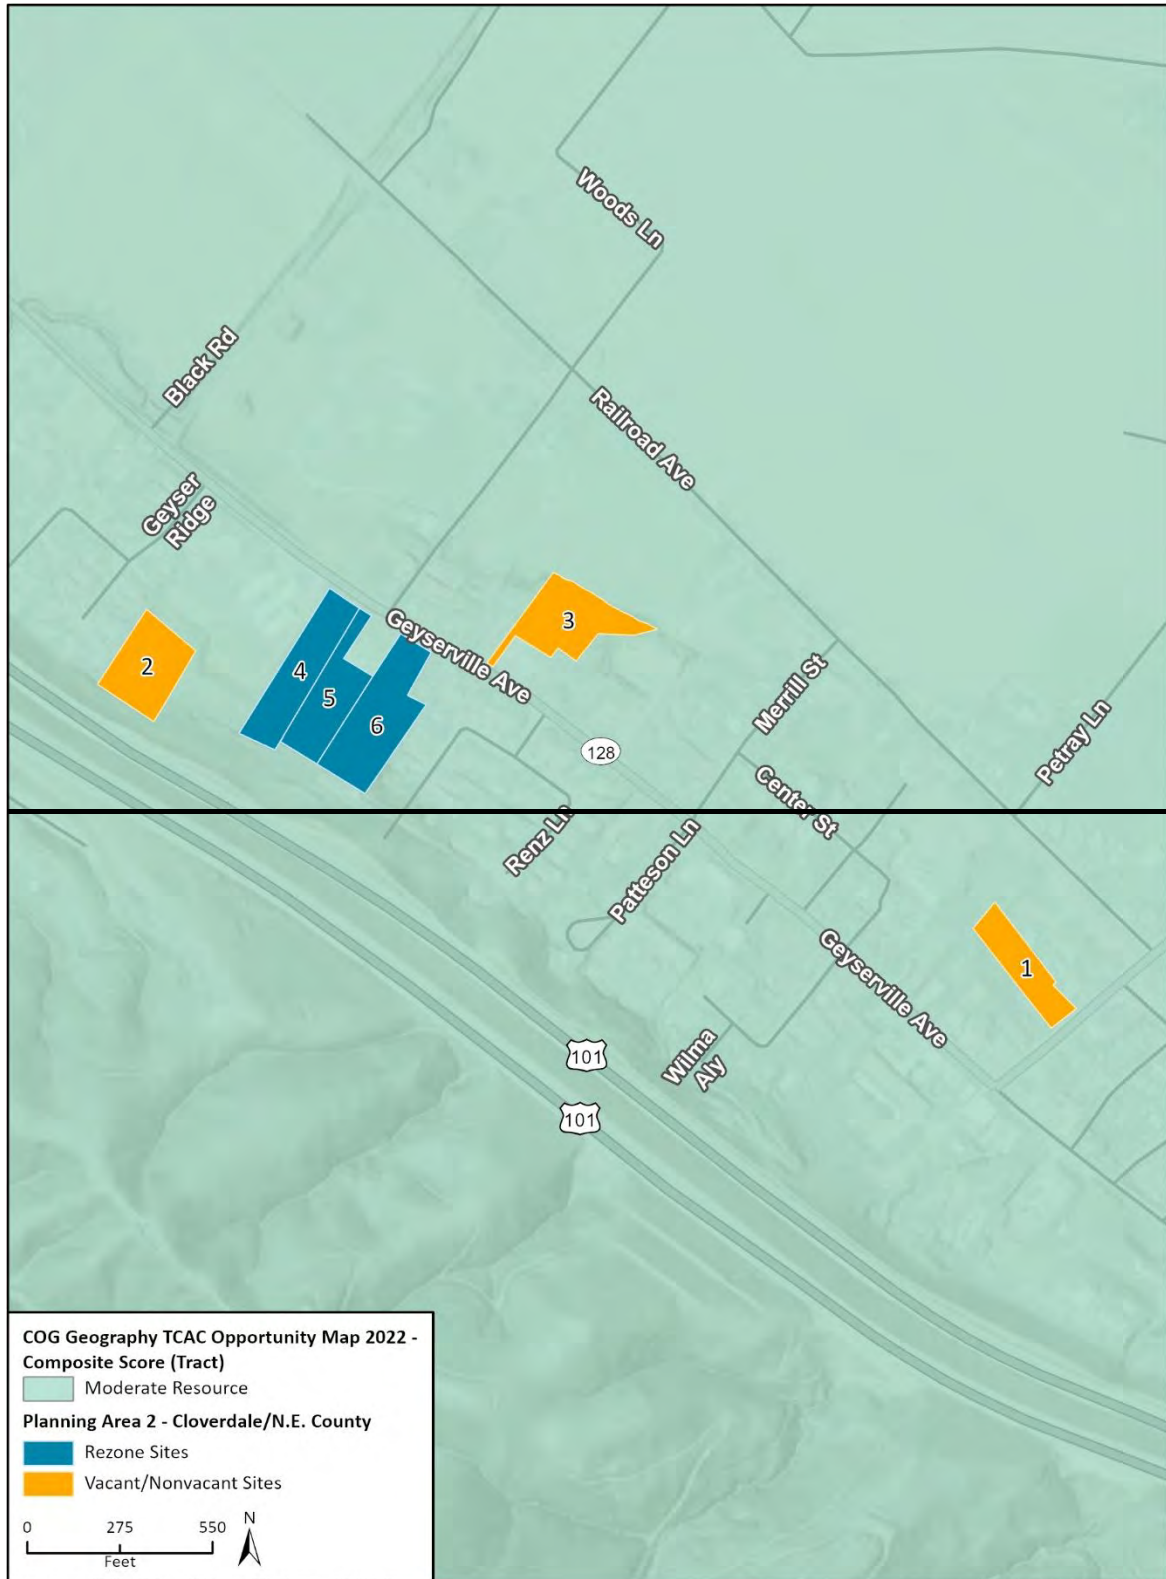 Woods Ln
Black Rd
Railroad Ave
Geyser
Ridge
Geyserville Ave
3
2
4
5
6
128
Merrill St
Petray Ln
Center St
Renz Ln
Patteson Ln
Geyserville Ave
1
Wilma
Aly
101
101
COG Geography TCAC Opportunity Map 2022 -
Composite Score (Tract)
Moderate Resource
Planning Area 2 - Cloverdale/N.E. County
Rezone Sites
Vacant/Nonvacant Sites
N
0 275 550
Feet